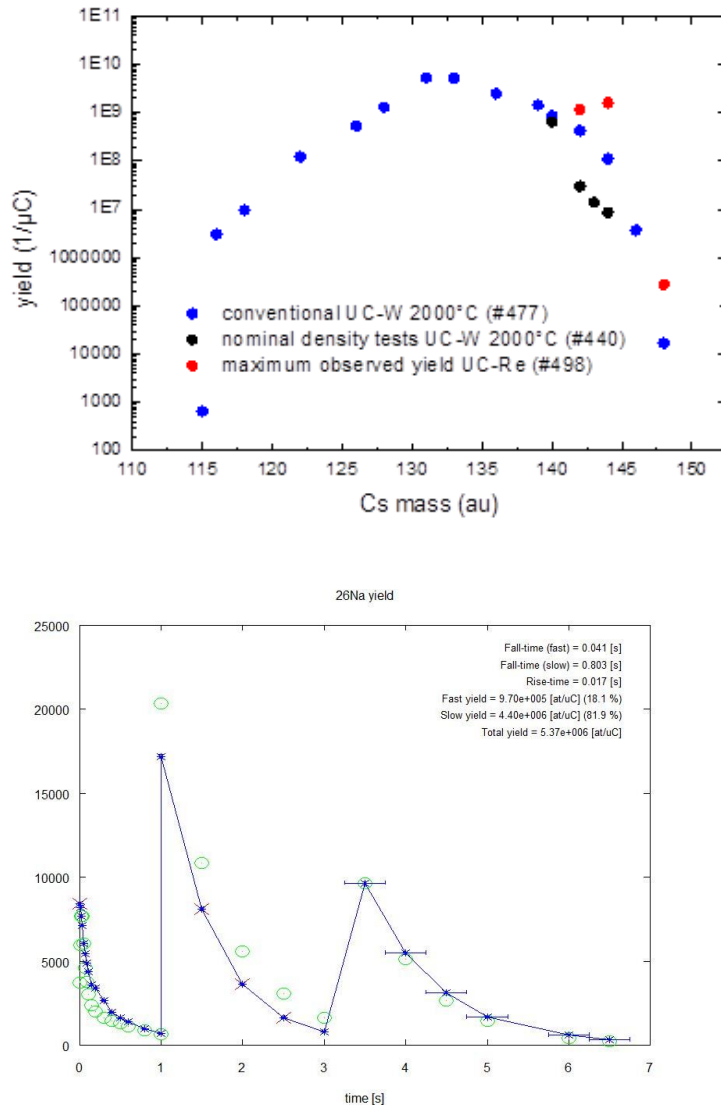 1E11
1E10
1E9
1E8
1E7
1000000
100000
10000
1000
100
yield (1/µC)
conventional UC-W 2000°C (#477)
nominal density tests UC-W 2000°C (#440)
maximum observed yield UC-Re (#498)
110 115 120 125 130 135 140 145 150
Cs mass (au)
26Na yield
25000
20000
15000
10000
5000
0
Fall-time (fast) = 0.041 [s]
Fall-time (slow) = 0.803 [s]
Rise-time = 0.017 [s]
Fast yield = 9.70e+005 [at/uC] (18.1 %)
Slow yield = 4.40e+006 [at/uC] (81.9 %)
Total yield = 5.37e+006 [at/uC]
0 1 2 3 4 5 6 7
time [s]